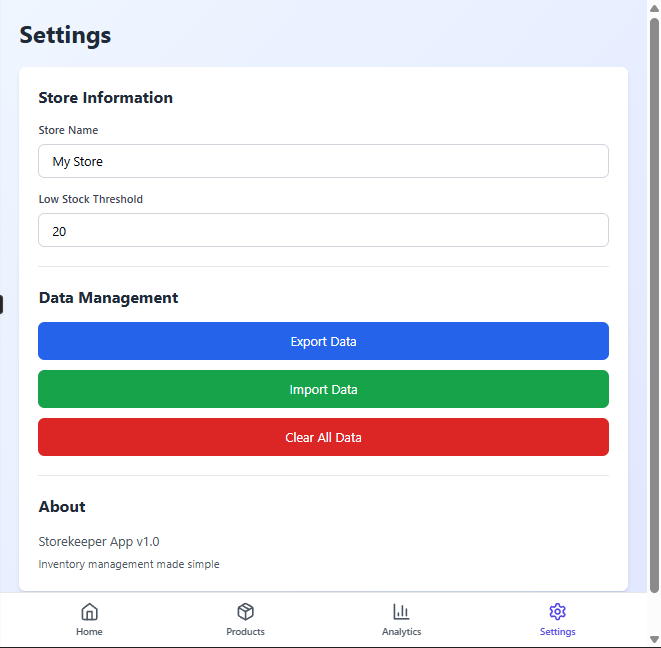 Settings
Store Information
Store Name
My Store
Low Stock Threshold
20
Data Management
Export Data
Import Data
Clear All Data
About
Storekeeper App v1.0
Inventory management made simple
Home
Products
Analytics
Settings